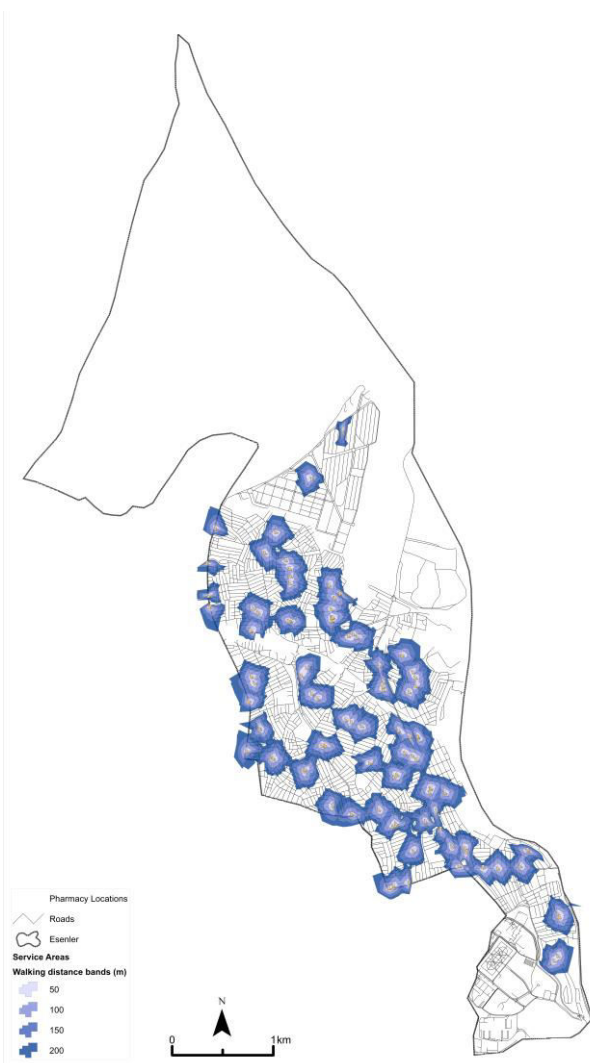 Pharmacy Locations
Roads
Esenler
Service Areas
Walking distance bands (m)
50
100
150
200
N
0 1km